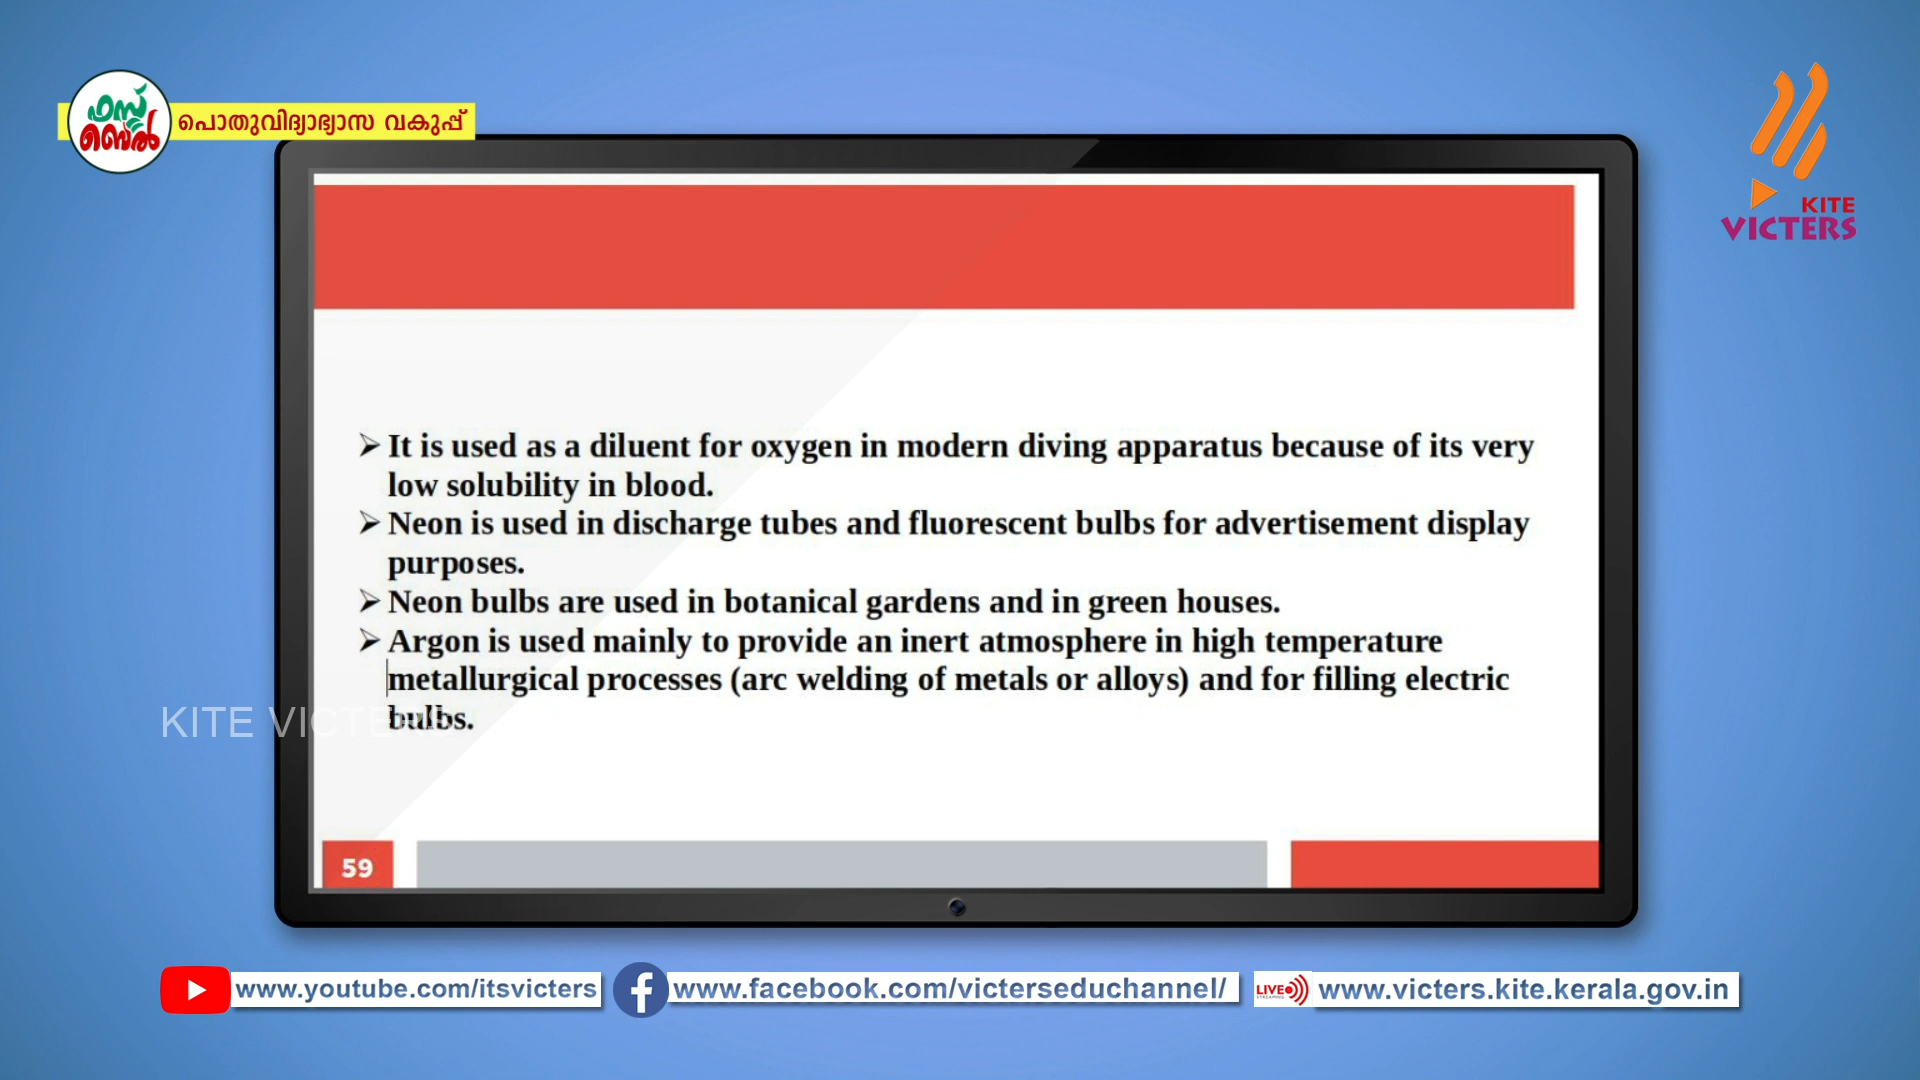 ഫസ്റ്റ്
ബെൽ
പൊതുവിദ്യാഭ്യാസ വകുപ്പ്
KITE
VICTERS
➢ It is used as a diluent for oxygen in modern diving apparatus because of its very
low solubility in blood.
➢ Neon is used in discharge tubes and fluorescent bulbs for advertisement display
purposes.
➢ Neon bulbs are used in botanical gardens and in green houses.
➢ Argon is used mainly to provide an inert atmosphere in high temperature
metallurgical processes (arc welding of metals or alloys) and for filling electric
bulbs.
KITE VICTERS
59
www.youtube.com/itsvicters
www.facebook.com/victerseduchannel/
LIVE
STREAMING
www.victers.kite.kerala.gov.in